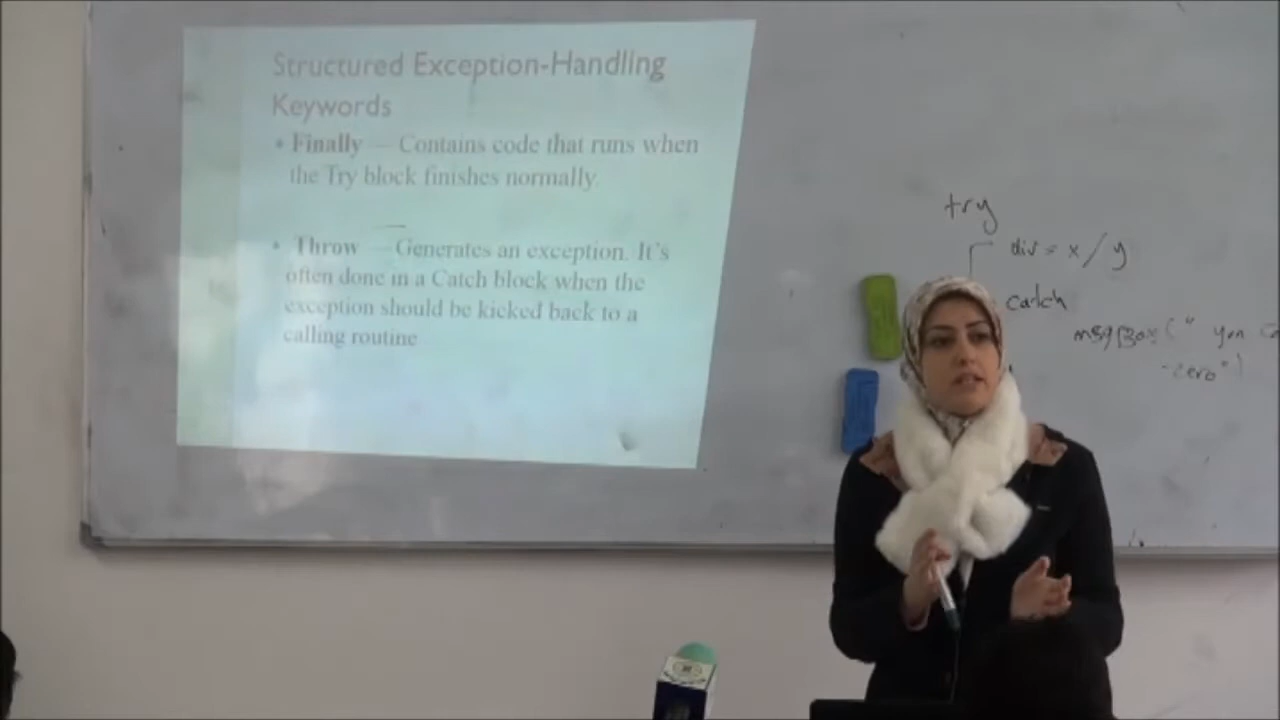 Structured Exception-Handling
Keywords
• Finally — Contains code that runs when
the Try block finishes normally.
• Throw —Generates an exception. It's
often done in a Catch block when the
exception should be kicked back to a
calling routine
try
div = x / y
catch
msgBox ( " you
zero" )